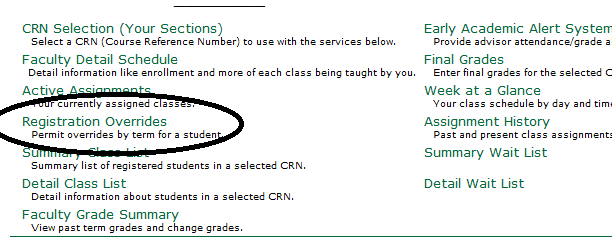 CRN Selection (Your Sections)
Select a CRN (Course Reference Number) to use with the services below.
Faculty Detail Schedule
Detail information like enrollment and more of each class being taught by you.
Active Assignments
Your currently assigned classes.
Registration Overrides
Permit overrides by term for a student.
Summary Class List
Summary list of registered students in a selected CRN.
Detail Class List
Detail information about students in a selected CRN.
Faculty Grade Summary
View past term grades and change grades.
Early Academic Alert System
Provide advisor attendance/grade a
Final Grades
Enter final grades for the selected C
Week at a Glance
Your class schedule by day and time
Assignment History
Past and present class assignments
Summary Wait List
Detail Wait List